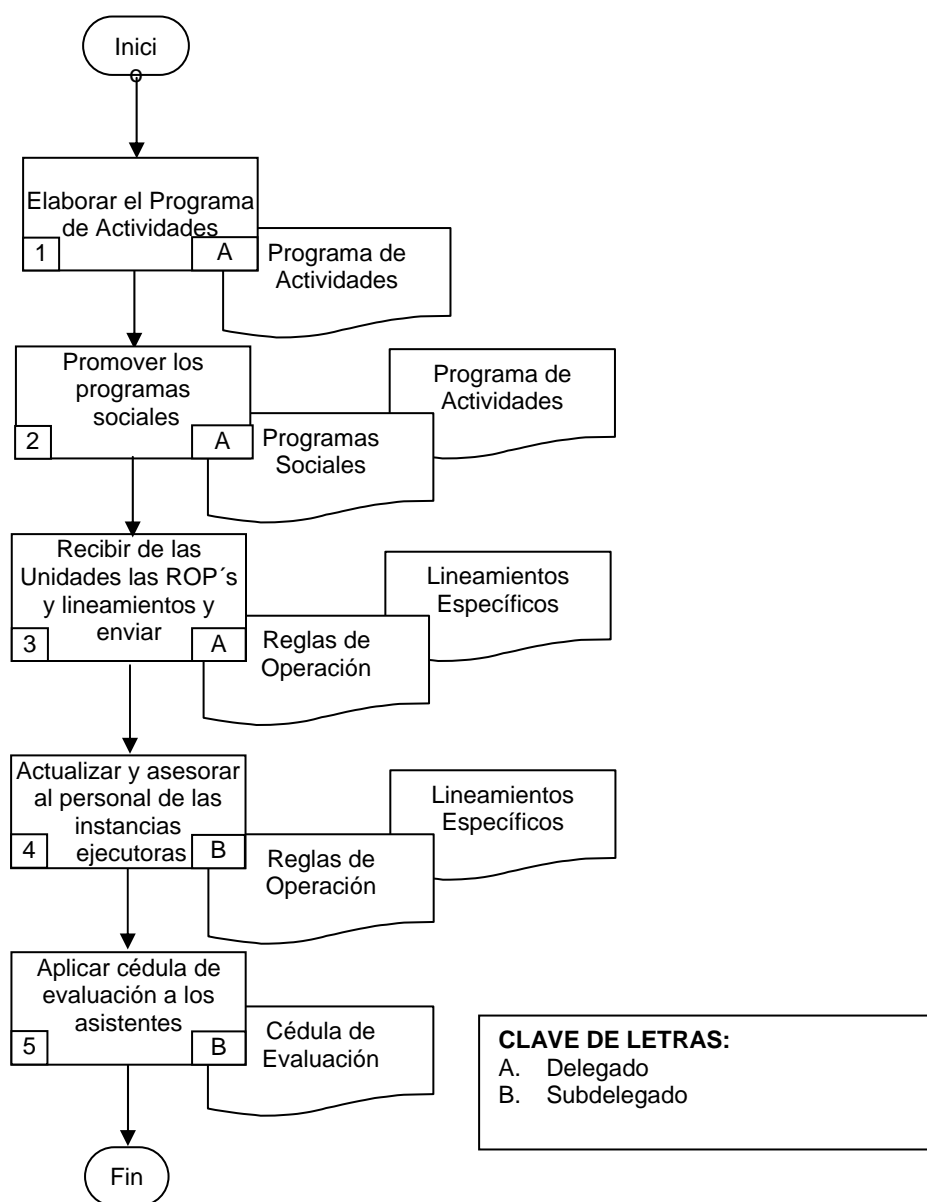 Inici
o
Elaborar el Programa
de Actividades
1
A
Programa de
Actividades
Promover los
programas
sociales
2
A
Programas
Sociales
Programa de
Actividades
Recibir de las
Unidades las ROP´s
y lineamientos y
enviar
3
A
Reglas de
Operación
Lineamientos
Específicos
Actualizar y asesorar
al personal de las
instancias
ejecutoras
4
B
Reglas de
Operación
Lineamientos
Específicos
Aplicar cédula de
evaluación a los
asistentes
5
B
Cédula de
Evaluación
CLAVE DE LETRAS:
A. Delegado
B. Subdelegado
Fin